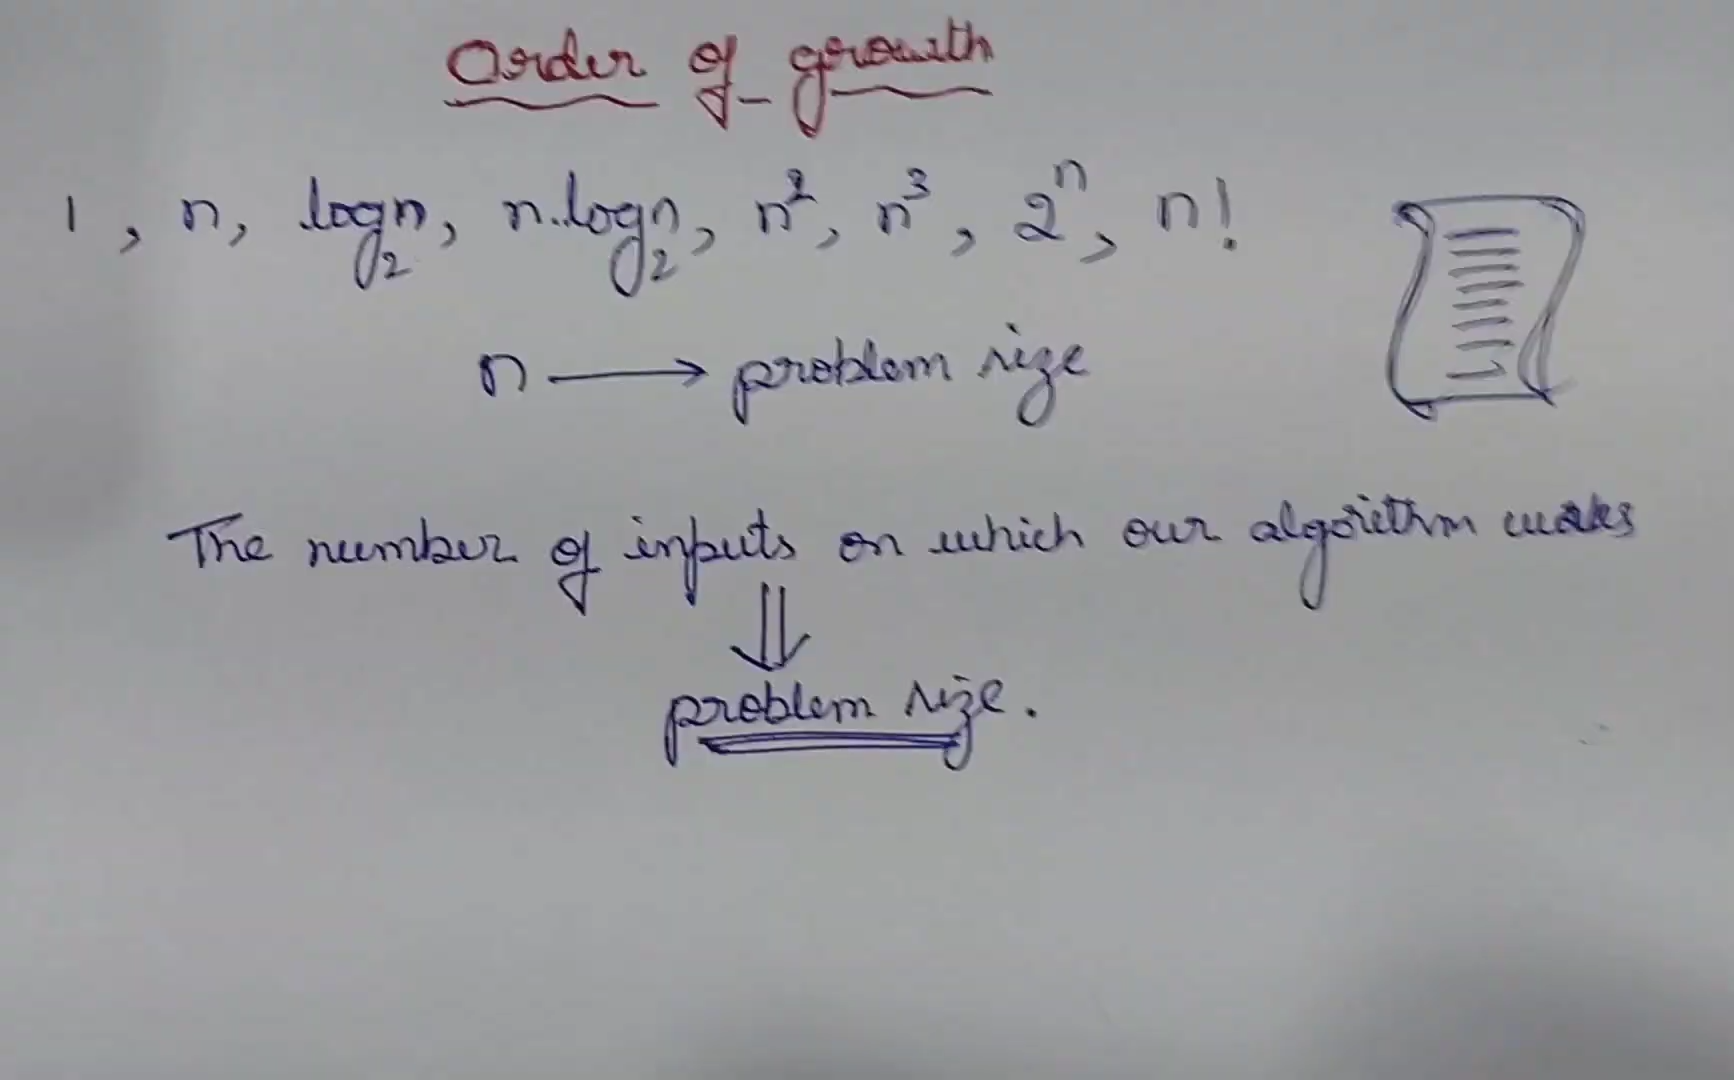 Order of growth
1, n, log₂n, n.log₂n, n², n³, 2ⁿ, n!
n ⟶ problem size
The number of inputs on which our algorithm works
⇓
problem size.